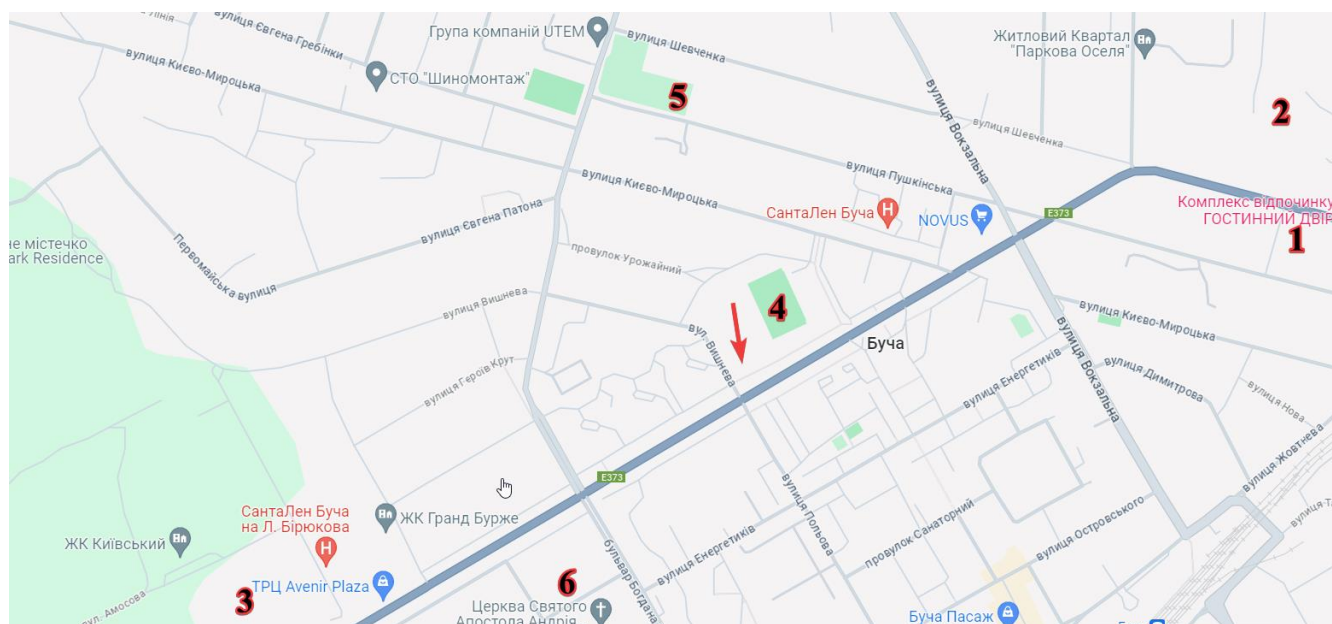 лінія
вулиця Євгена Гребінки
Група компаній UTEM
вулиця Шевченка
Житловий Квартал
"Паркова Оселя"
вулиця Києво-Мироцька
СТО "Шиномонтаж"
5
вулиця Вокзальна
2
вулиця Шевченка
вулиця Пушкінська
вулиця Києво-Мироцька
СантаЛен Буча
NOVUS
E373
Комплекс відпочинку
ГОСТИННИЙ ДВІР
1
вулиця Євгена Патона
не містечко
ark Residence
Первомайська вулиця
провулок Урожайний
вулиця Вишнева
4
вул. Вишнева
Буча
вулиця Києво-Мироцька
вулиця Героїв Крут
вулиця Енергетиків
вулиця Вокзальна
вулиця Димитрова
вулиця Нова
вулиця Жовтнева
E373
вулиця Польова
СантаЛен Буча
на Л. Бірюкова
ЖК Гранд Бурже
ЖК Київський
вулиця Енергетиків
провулок Санаторний
вулиця Островського
вулиця Т
бульвар Богдана
ТРЦ Avenir Plaza
3
6
вул. Амосова
Церква Святого
Апостола Андрія
Буча Пасаж